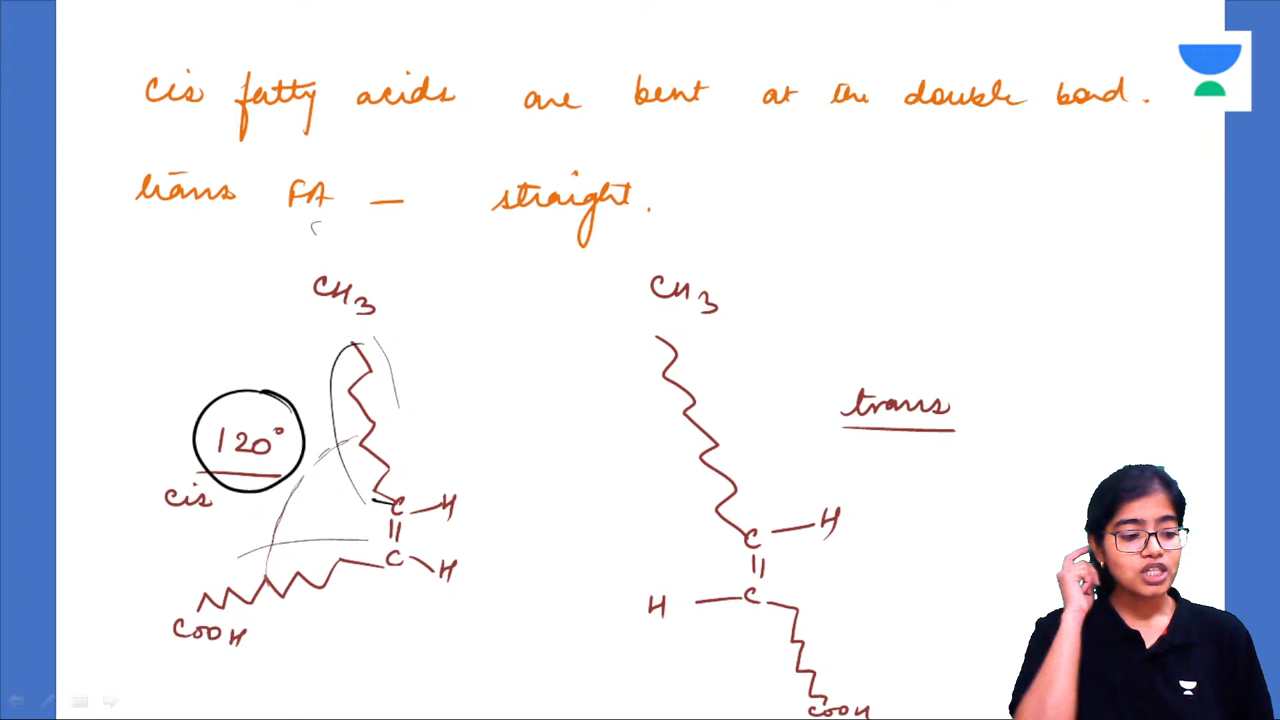 cis fatty acids are bent at the double bond.
trans FA — straight.
CH3
120°
cis
C H
C H
COOH
CH3
trans
C — H
H — C
COOH